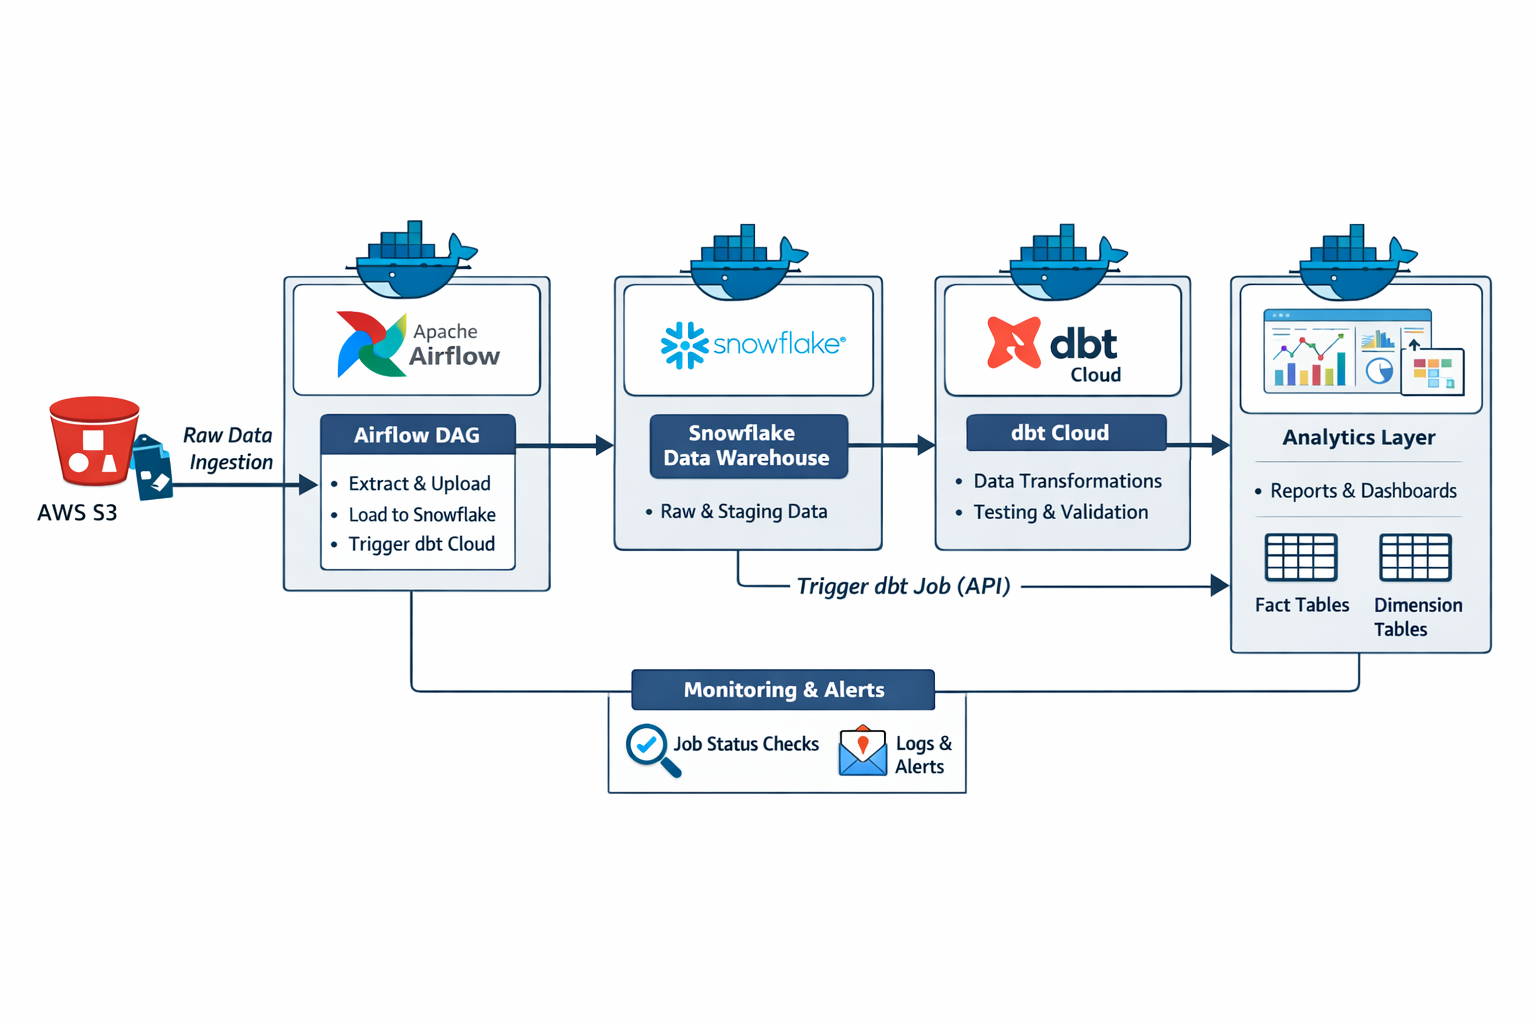 AWS S3
Raw Data
Ingestion
Apache
Airflow
Airflow DAG
• Extract & Upload
• Load to Snowflake
• Trigger dbt Cloud
snowflake®
Snowflake
Data Warehouse
• Raw & Staging Data
dbt
Cloud
dbt Cloud
• Data Transformations
• Testing & Validation
Analytics Layer
• Reports & Dashboards
Fact Tables
Dimension
Tables
Trigger dbt Job (API)
Monitoring & Alerts
Job Status Checks
Logs &
Alerts